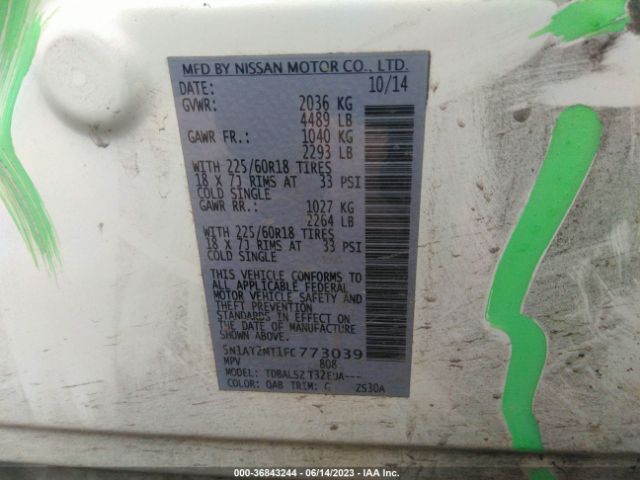 MFD BY NISSAN MOTOR CO., LTD.
DATE: 10/14
GVWR: 2036 KG
4489 LB
GAWR FR.: 1040 KG
2293 LB
WITH 225/60R18 TIRES
18 X 7J RIMS AT 33 PSI
COLD SINGLE
GAWR RR.: 1027 KG
2264 LB
WITH 225/60R18 TIRES
18 X 7J RIMS AT 33 PSI
COLD SINGLE
THIS VEHICLE CONFORMS TO
ALL APPLICABLE FEDERAL
MOTOR VEHICLE SAFETY AND
THEFT PREVENTION
STANDARDS IN EFFECT ON
THE DATE OF MANUFACTURE
SHOWN ABOVE.
5N1AT2MT1FC773039
MPV 808
MODEL:
COLOR: QAB TRIM: G ZS30A
000-36843244 - 06/14/2023 - IAA Inc.